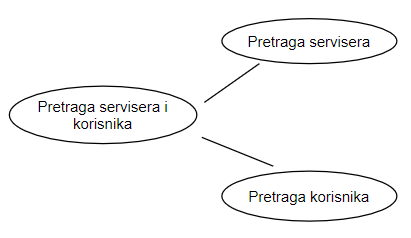 Pretraga servisera
Pretraga servisera i
korisnika
Pretraga korisnika